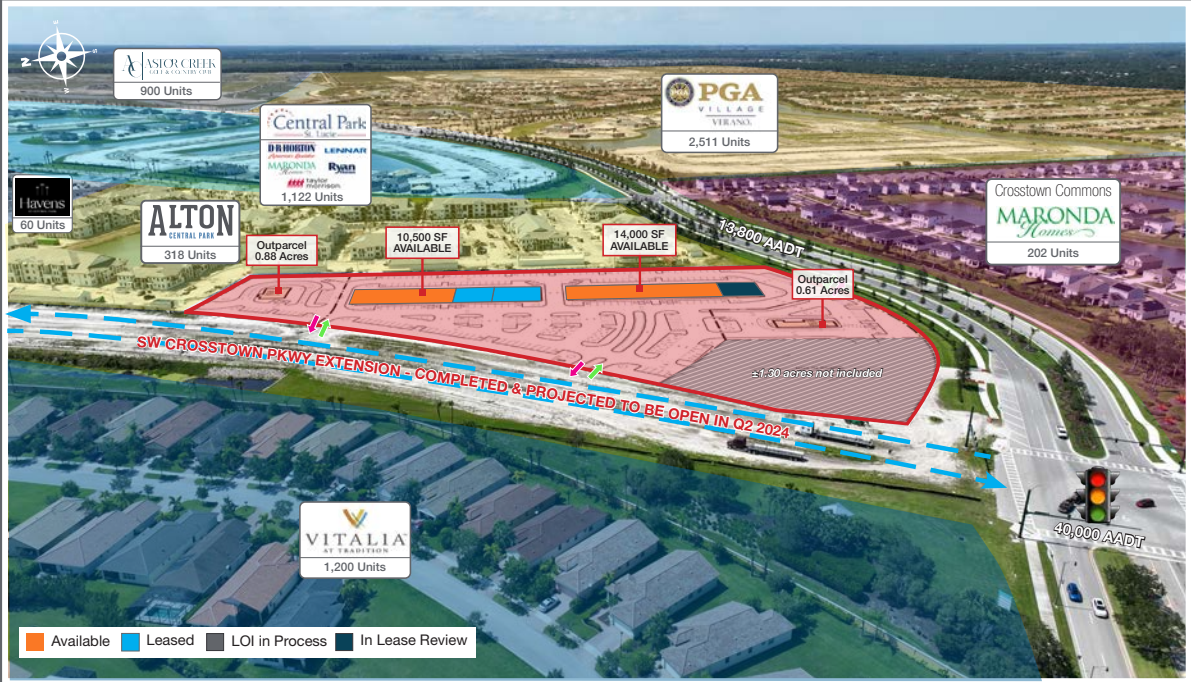 N
S
W
ASTOR CREEK
GOLF & COUNTRY CLUB
900 Units
Central Park
St. Lucie
D·R·HORTON
America's Builder
LENNAR
MARONDA
Homes
Ryan
Homes
taylor
morrison
1,122 Units
PGA
VILLAGE
VERANO
2,511 Units
Havens
60 Units
ALTON
CENTRAL PARK
318 Units
Crosstown Commons
MARONDA
Homes
202 Units
Outparcel
0.88 Acres
10,500 SF
AVAILABLE
14,000 SF
AVAILABLE
13,800 AADT
Outparcel
0.61 Acres
±1.30 acres not included
SW CROSSTOWN PKWY EXTENSION - COMPLETED & PROJECTED TO BE OPEN IN Q2 2024
40,000 AADT
VITALIA
AT TRADITION
1,200 Units
Available
Leased
LOI in Process
In Lease Review